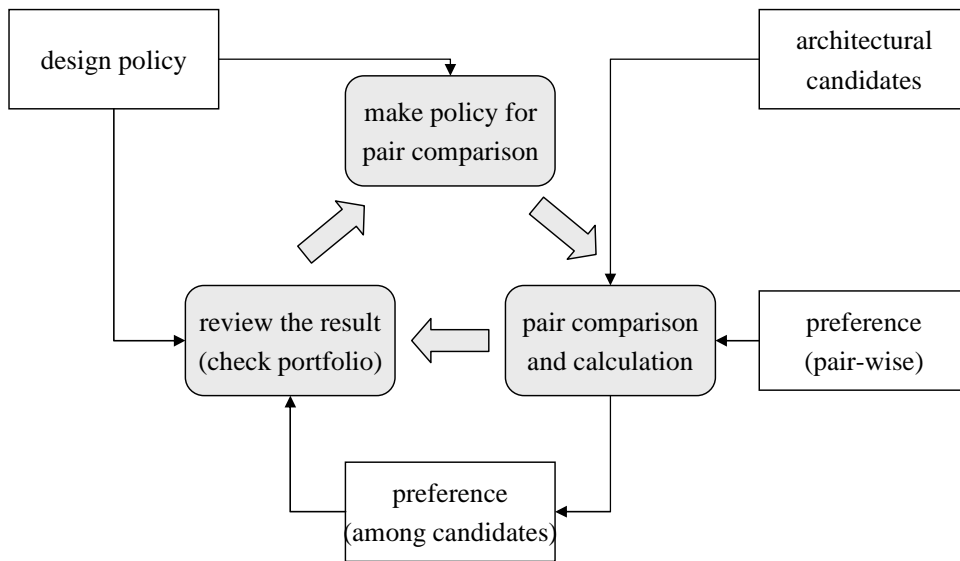 design policy
architectural
candidates
make policy for
pair comparison
review the result
(check portfolio)
pair comparison
and calculation
preference
(pair-wise)
preference
(among candidates)